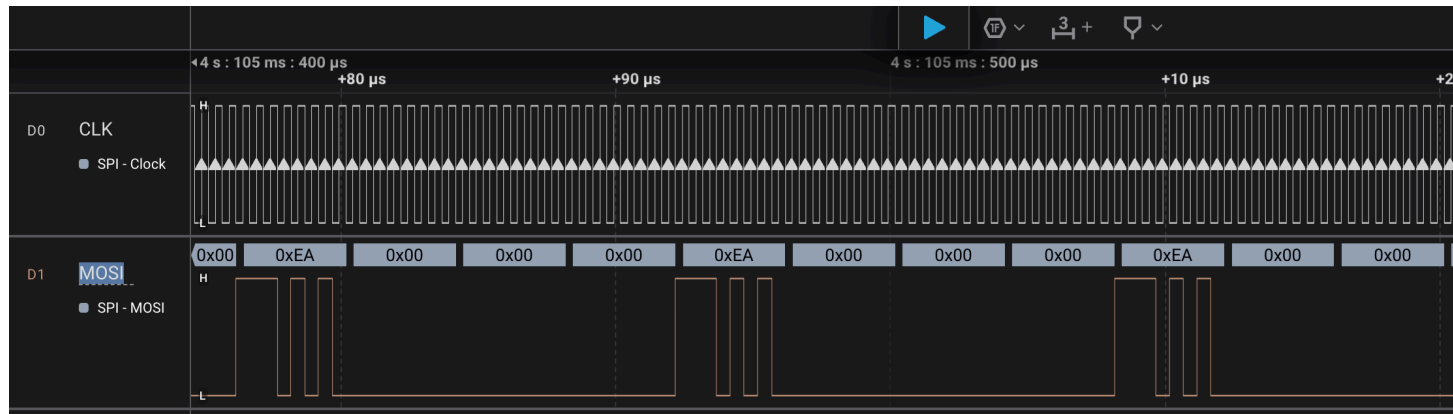 1F 3 +
4 s : 105 ms : 400 µs 4 s : 105 ms : 500 µs
+80 µs +90 µs +10 µs +2
H
D0 CLK
SPI - Clock
L
0x00 0xEA 0x00 0x00 0x00 0xEA 0x00 0x00 0x00 0xEA 0x00 0x00
D1 MOSI H
SPI - MOSI
L